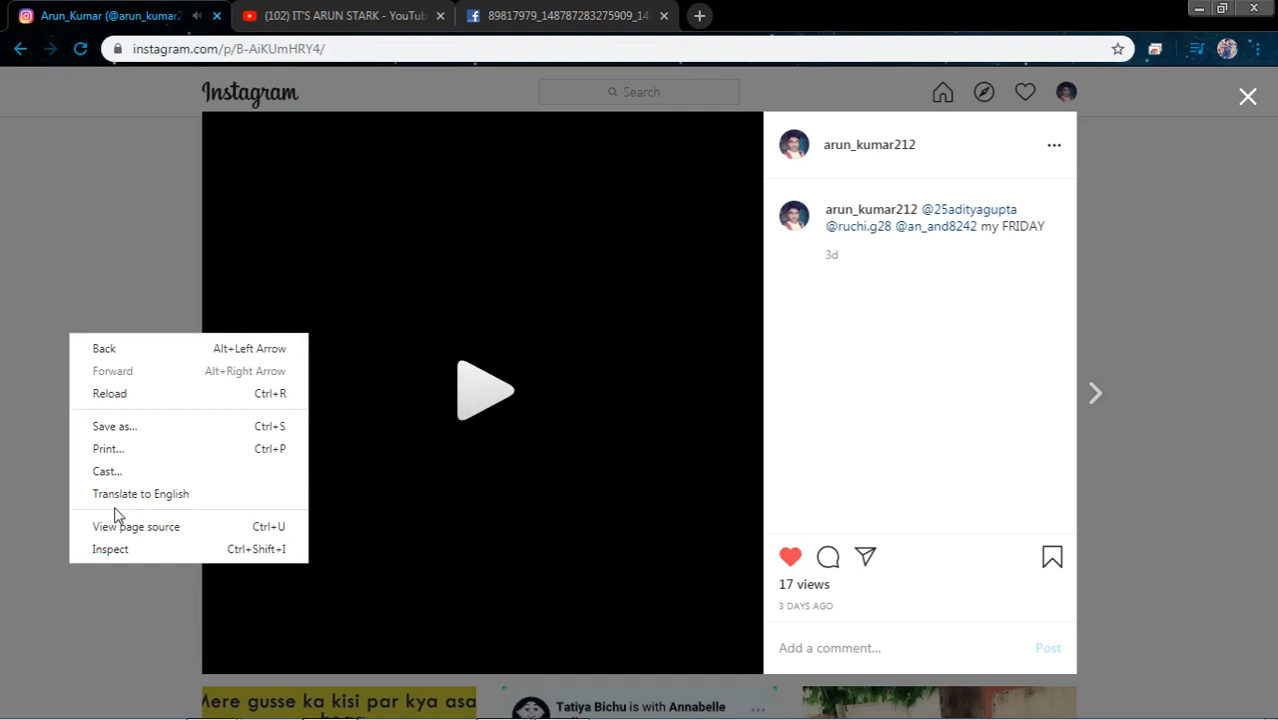 Arun_Kumar (@arun_kumar2
(102) IT'S ARUN STARK - YouTub
89817979_148787283275909_14
instagram.com/p/B-AiKUmHRY4/
Instagram
Search
arun_kumar212
arun_kumar212 @25adityagupta
@ruchi.g28 @an_and8242 my FRIDAY
3d
Back Alt+Left Arrow
Forward Alt+Right Arrow
Reload Ctrl+R
Save as... Ctrl+S
Print... Ctrl+P
Cast...
Translate to English
View page source Ctrl+U
Inspect Ctrl+Shift+I
17 views
3 DAYS AGO
Add a comment... Post
Mere gusse ka kisi par kya asa
Tatiya Bichu is with Annabelle